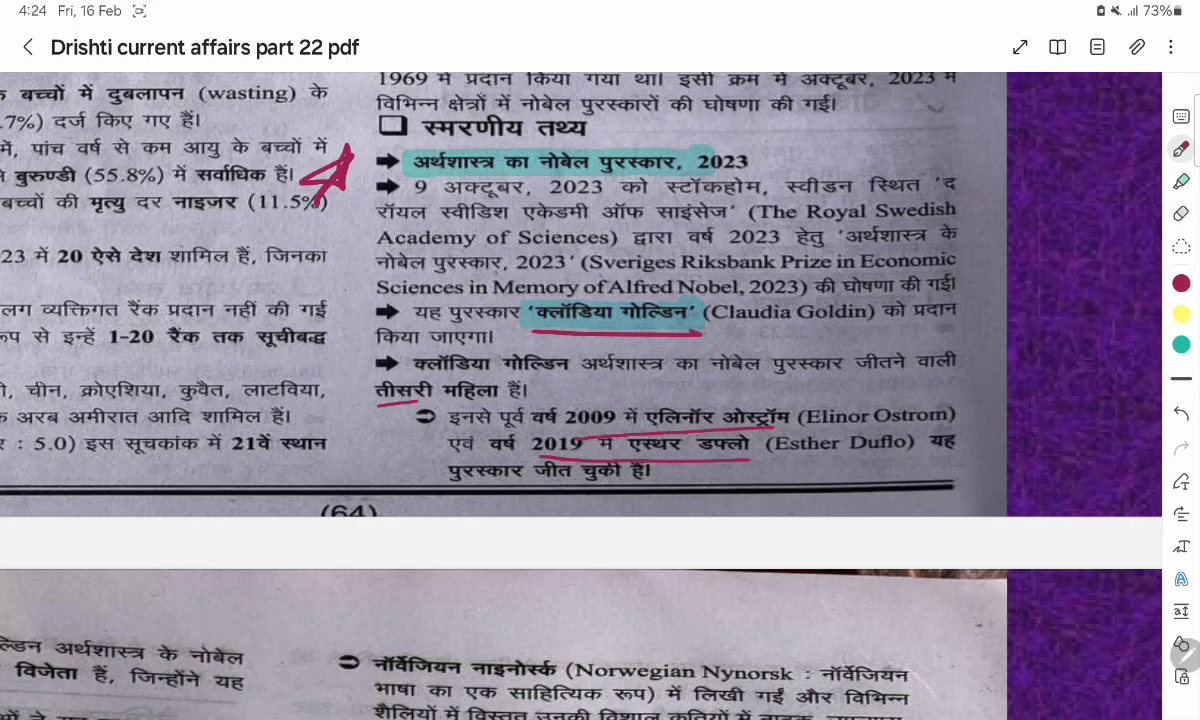 4:24 Fri, 16 Feb
73%
Drishti current affairs part 22 pdf
बच्चों में दुबलापन (wasting) के
.7%) दर्ज किए गए हैं।
में, पांच वर्ष से कम आयु के बच्चों में
बुरुण्डी (55.8%) में सर्वाधिक हैं।
बच्चों की मृत्यु दर नाइजर (11.5%)
23 में 20 ऐसे देश शामिल हैं, जिनका
लग व्यक्तिगत रैंक प्रदान नहीं की गई
रूप से इन्हें 1-20 रैंक तक सूचीबद्ध
चीन, क्रोएशिया, कुवैत, लाटविया,
अरब अमीरात आदि शामिल हैं।
र : 5.0) इस सूचकांक में 21वें स्थान
1969 में प्रदान किया गया था। इसी क्रम में अक्टूबर, 2023 में
विभिन्न क्षेत्रों में नोबेल पुरस्कारों की घोषणा की गई।
❑ स्मरणीय तथ्य
➡ अर्थशास्त्र का नोबेल पुरस्कार, 2023
➡ 9 अक्टूबर, 2023 को स्टॉकहोम, स्वीडन स्थित 'द
रॉयल स्वीडिश एकेडमी ऑफ साइंसेज' (The Royal Swedish
Academy of Sciences) द्वारा वर्ष 2023 हेतु 'अर्थशास्त्र के
नोबेल पुरस्कार, 2023' (Sveriges Riksbank Prize in Economic
Sciences in Memory of Alfred Nobel, 2023) की घोषणा की गई।
➡ यह पुरस्कार 'क्लॉडिया गोल्डिन' (Claudia Goldin) को प्रदान
किया जाएगा।
➡ क्लॉडिया गोल्डिन अर्थशास्त्र का नोबेल पुरस्कार जीतने वाली
तीसरी महिला हैं।
⊃ इनसे पूर्व वर्ष 2009 में एलिनॉर ओस्ट्रॉम (Elinor Ostrom)
एवं वर्ष 2019 में एस्थर डफ्लो (Esther Duflo) यह
पुरस्कार जीत चुकी हैं।
(64)
ल्डिन अर्थशास्त्र के नोबेल
विजेता हैं, जिन्होंने यह
⊃ नॉर्वेजियन नाइनोर्स्क (Norwegian Nynorsk : नॉर्वेजियन
भाषा का एक साहित्यिक रूप) में लिखी गईं और विभिन्न
शैलियों में विस्तृत उनकी विशाल कृतियों में